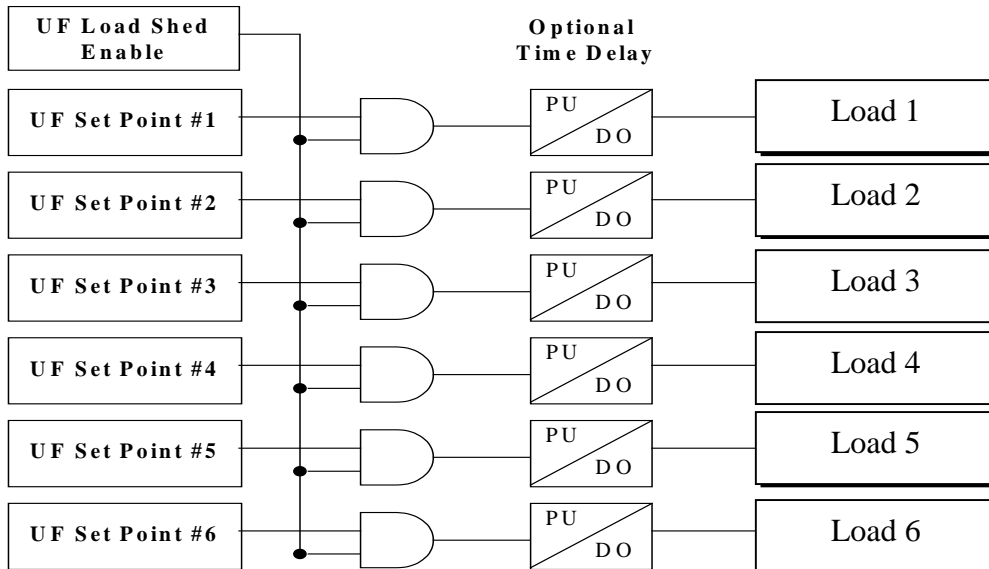 UF Load Shed
Enable
Optional
Time Delay
UF Set Point #1
PU
DO
Load 1
UF Set Point #2
PU
DO
Load 2
UF Set Point #3
PU
DO
Load 3
UF Set Point #4
PU
DO
Load 4
UF Set Point #5
PU
DO
Load 5
UF Set Point #6
PU
DO
Load 6